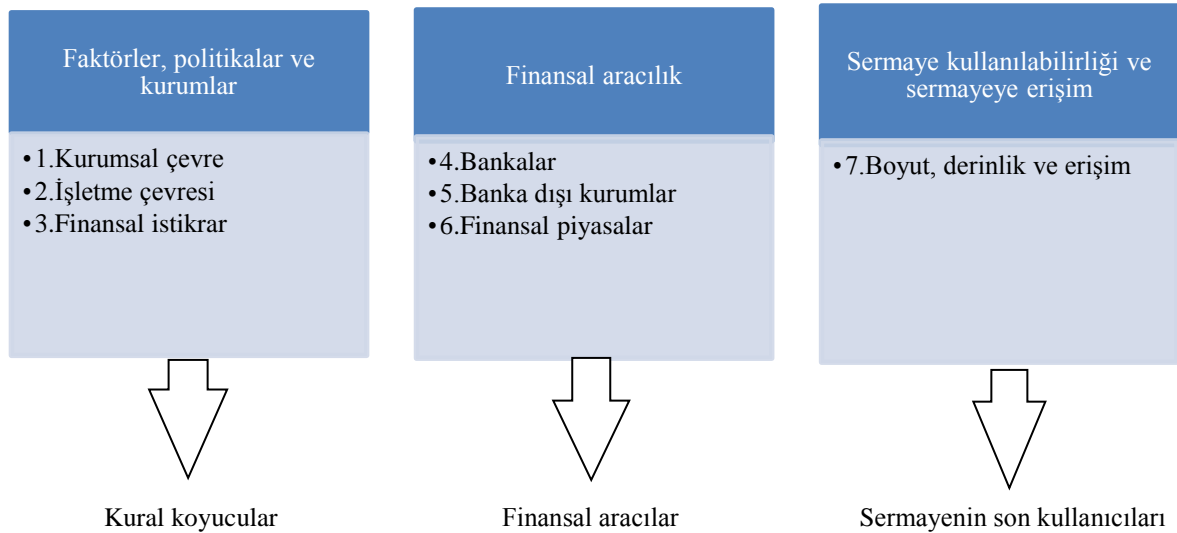 Faktörler, politikalar ve
kurumlar
•1.Kurumsal çevre
•2.İşletme çevresi
•3.Finansal istikrar
Kural koyucular
Finansal aracılık
•4.Bankalar
•5.Banka dışı kurumlar
•6.Finansal piyasalar
Finansal aracılar
Sermaye kullanılabilirliği ve
sermayeye erişim
•7.Boyut, derinlik ve erişim
Sermayenin son kullanıcıları